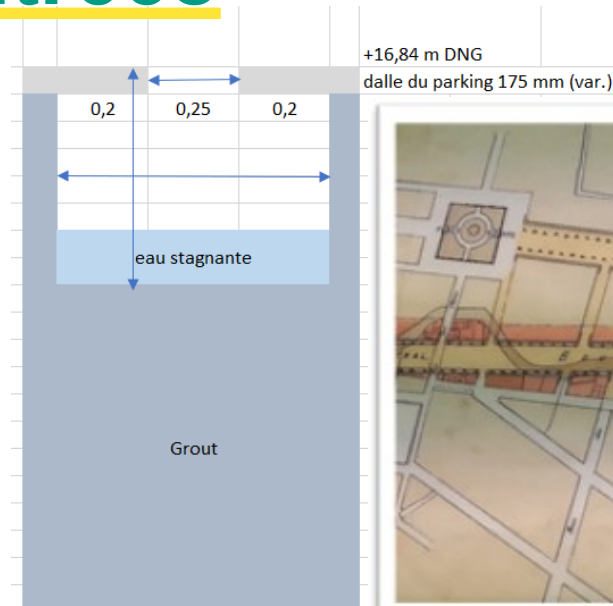 +16,84 m DNG
dalle du parking 175 mm (var.)
0,2 0,25 0,2
eau stagnante
Grout